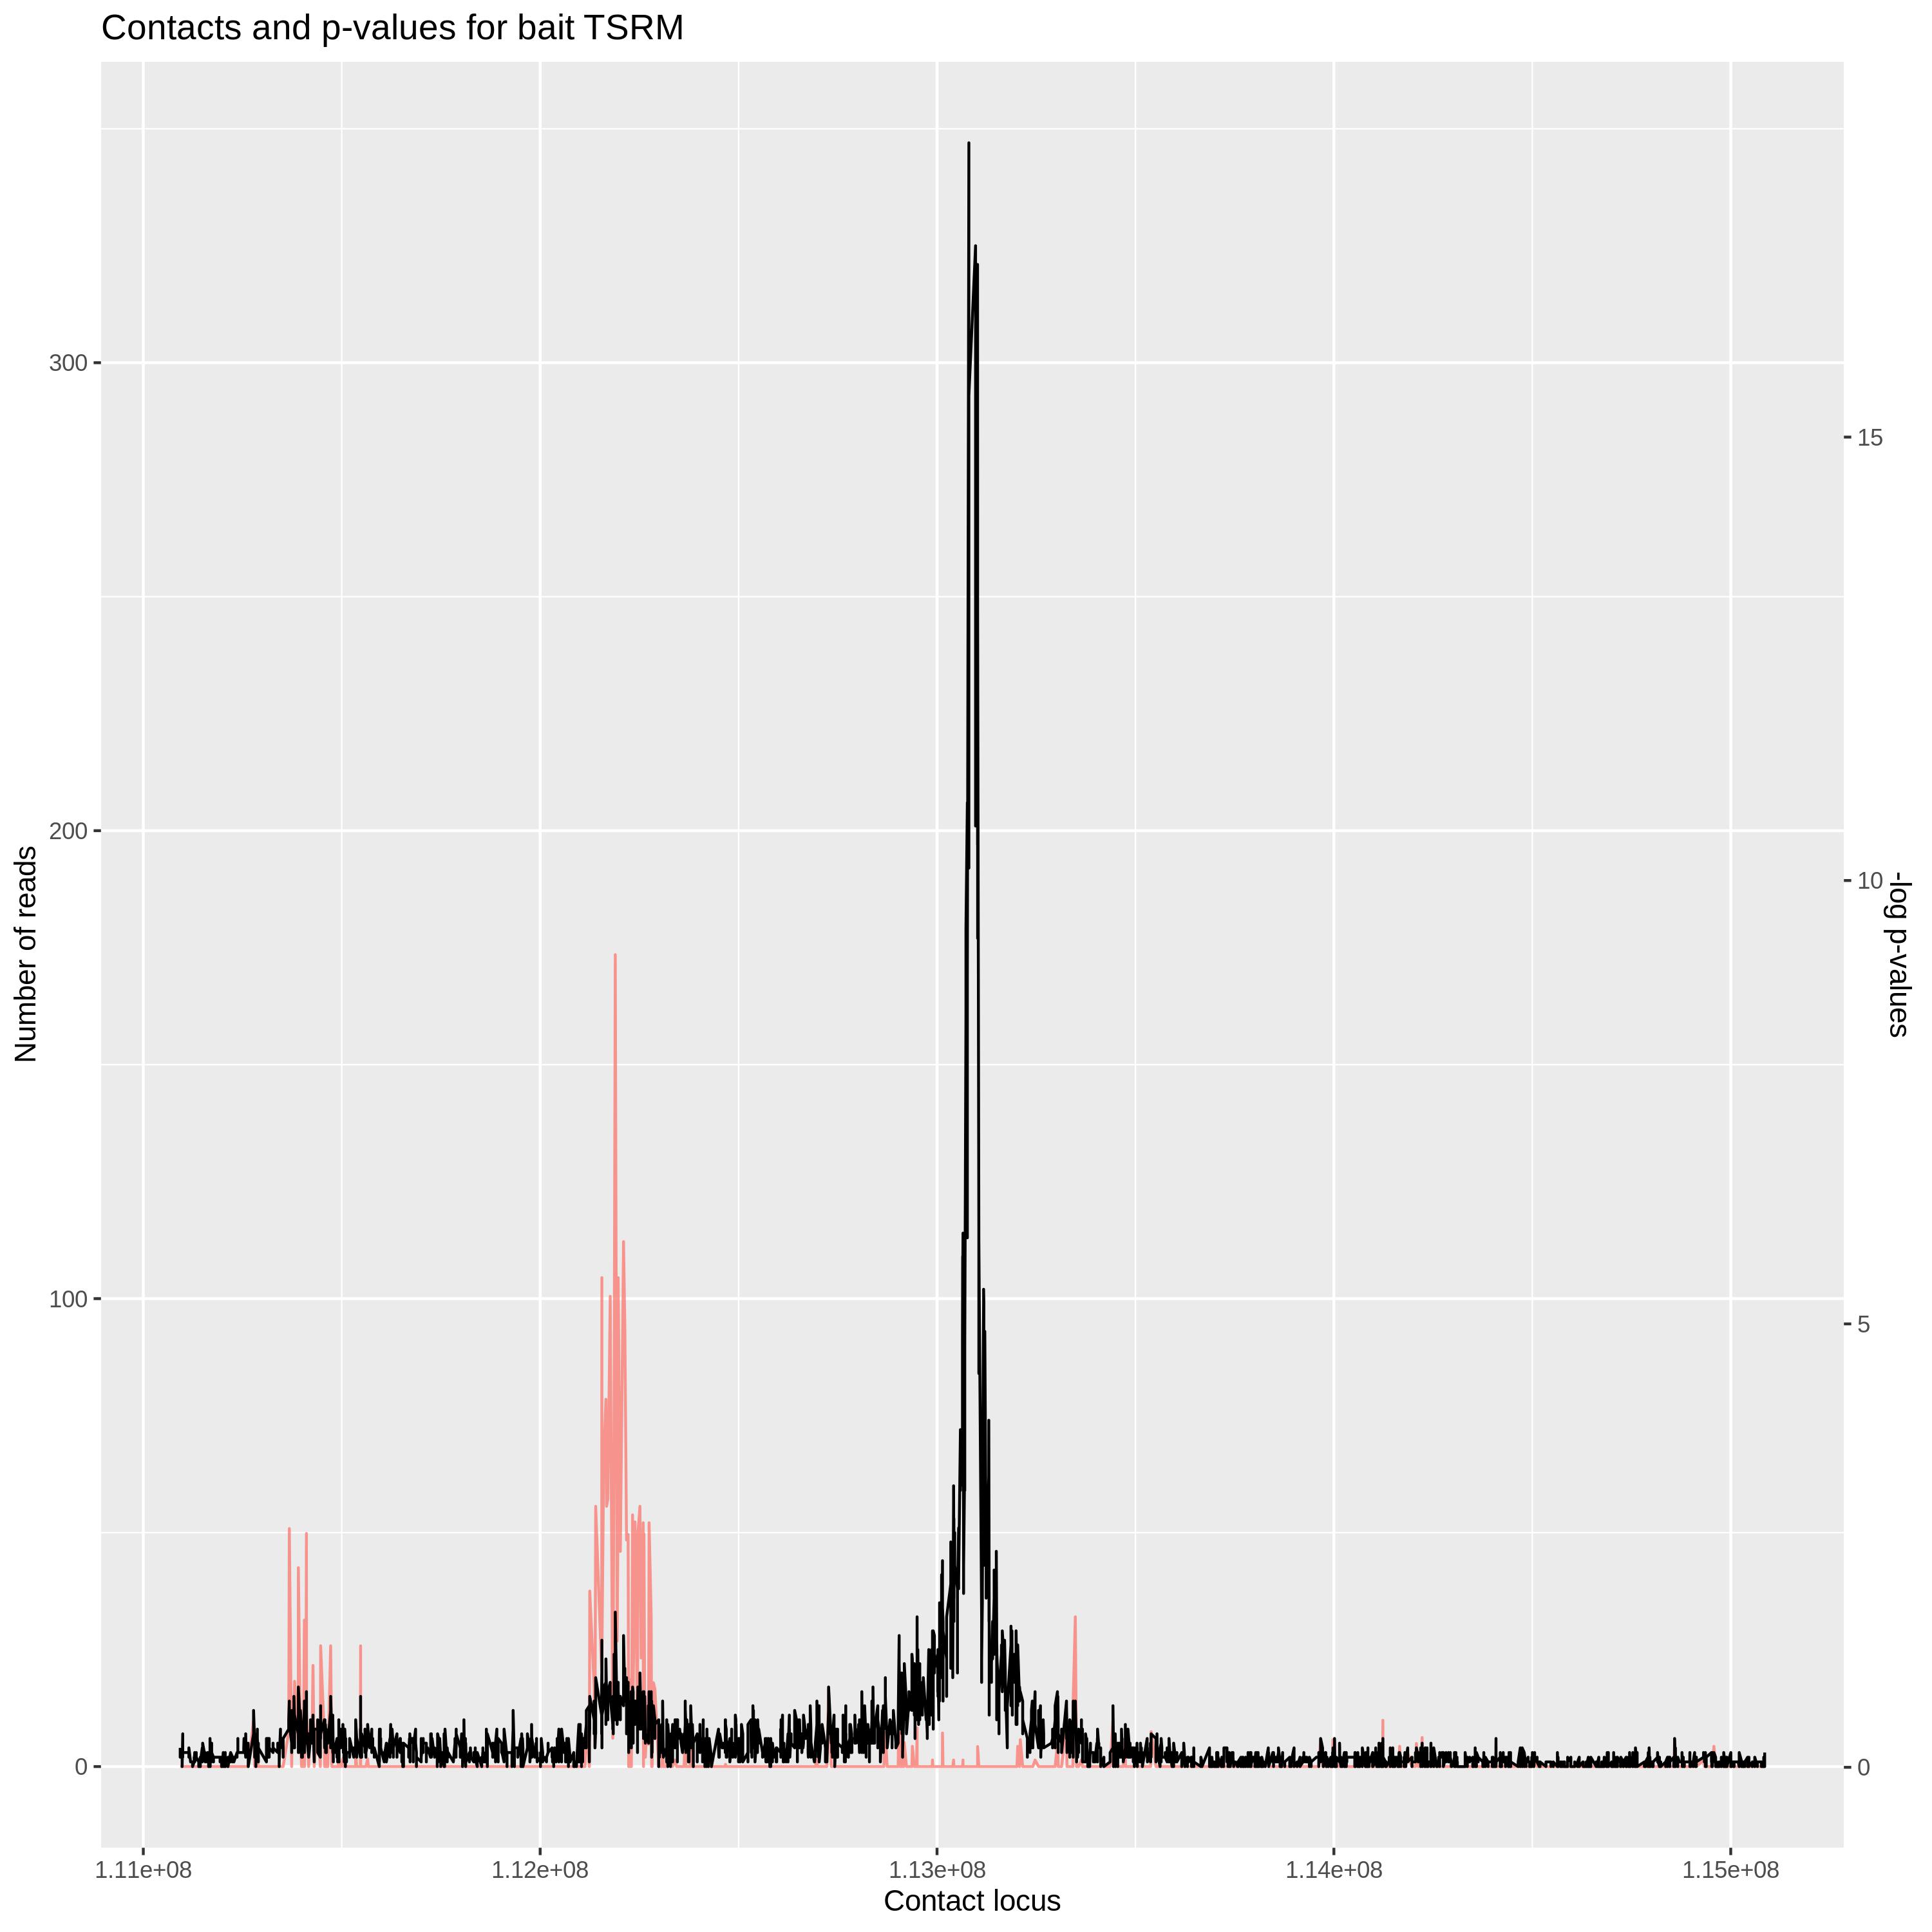 Contacts and p-values for bait TSRM
Number of reads
300
200
100
0
15
10
5
0
-log p-values
1.11e+08 1.12e+08 1.13e+08 1.14e+08 1.15e+08
Contact locus